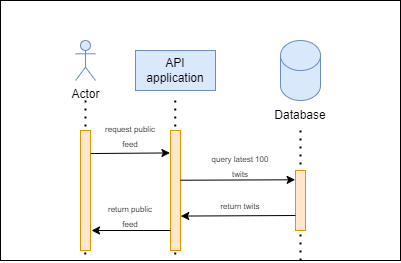 API
application
Actor
Database
request public
feed
query latest 100
twits
return public
feed
return twits